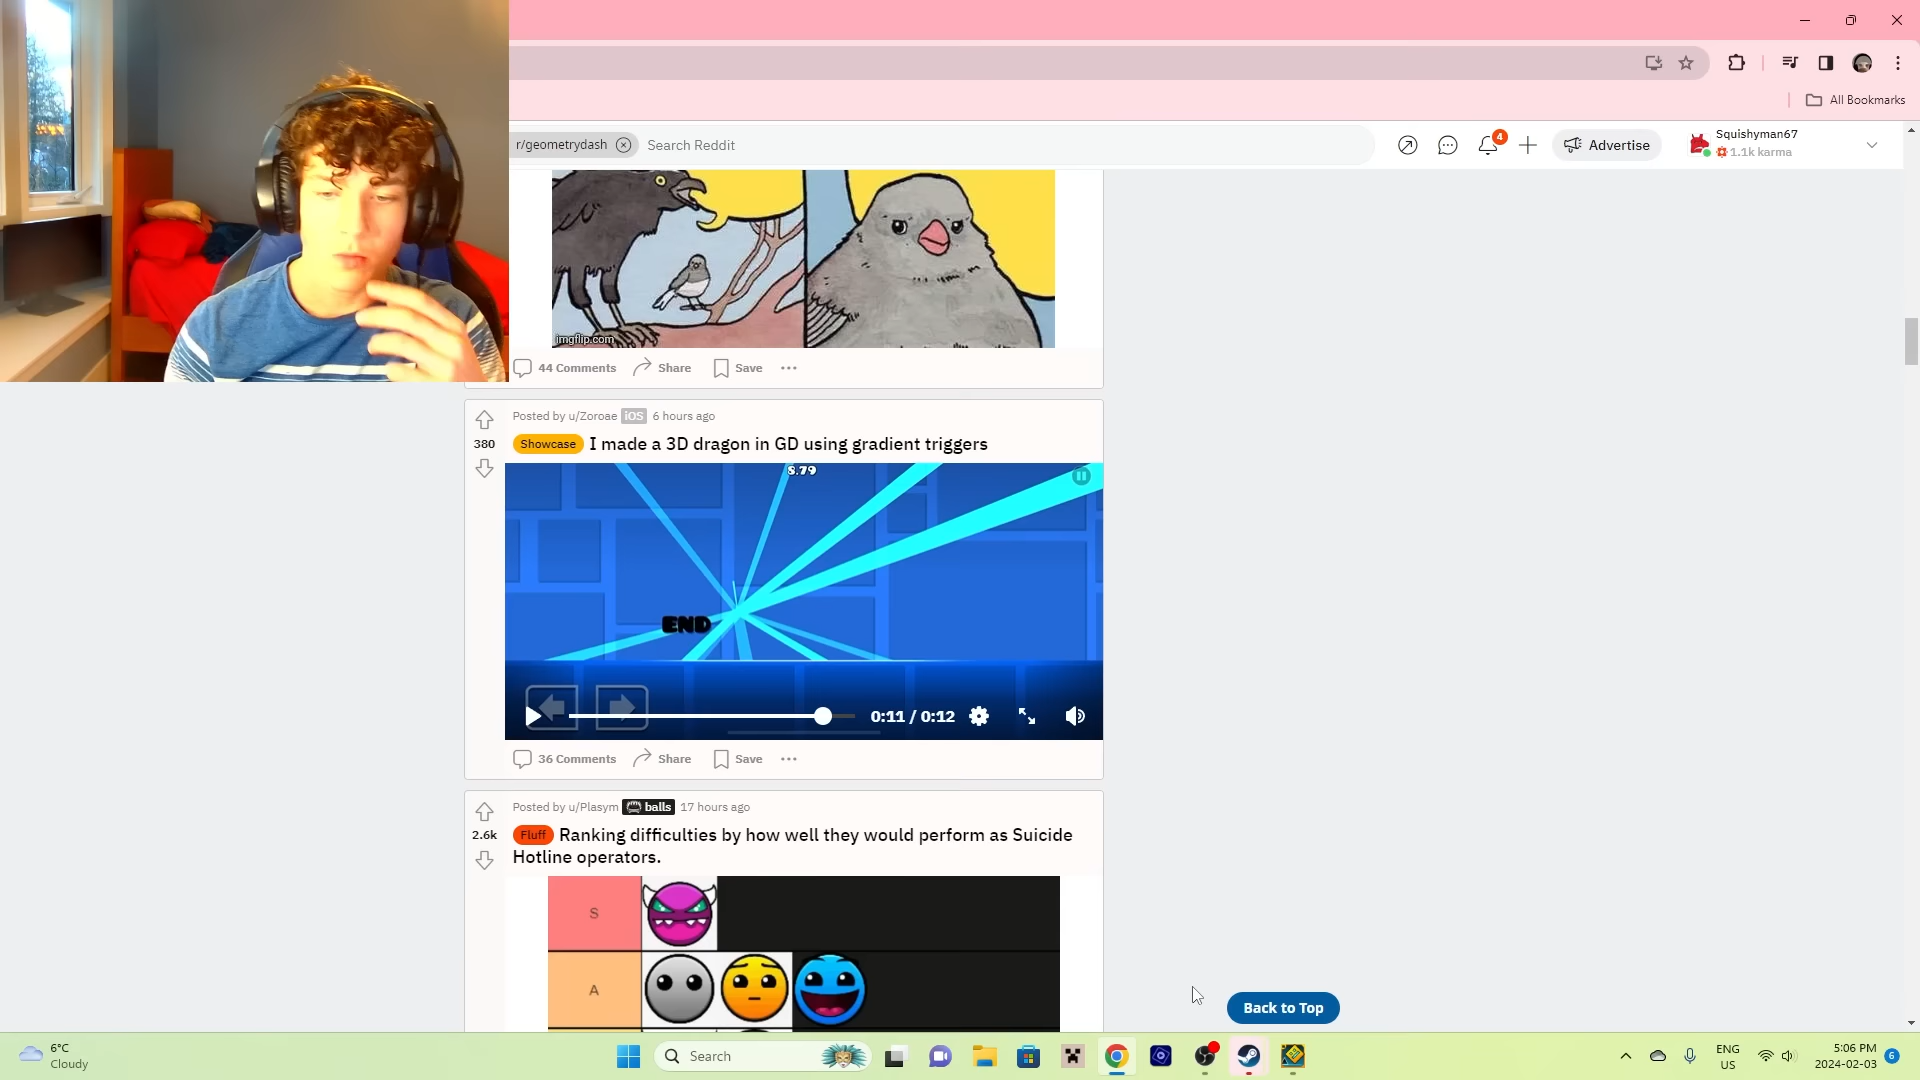 All Bookmarks
r/geometrydash
Search Reddit
4
Advertise
Squishyman67
1.1k karma
imgflip.com
44 Comments
Share
Save
Posted by u/Zoroae iOS 6 hours ago
380
Showcase I made a 3D dragon in GD using gradient triggers
8.79
END
0:11 / 0:12
36 Comments
Share
Save
Posted by u/Plasym balls 17 hours ago
2.6k
Fluff Ranking difficulties by how well they would perform as Suicide
Hotline operators.
S
A
Back to Top
6°C
Cloudy
Search
ENG
US
5:06 PM
2024-02-03
6